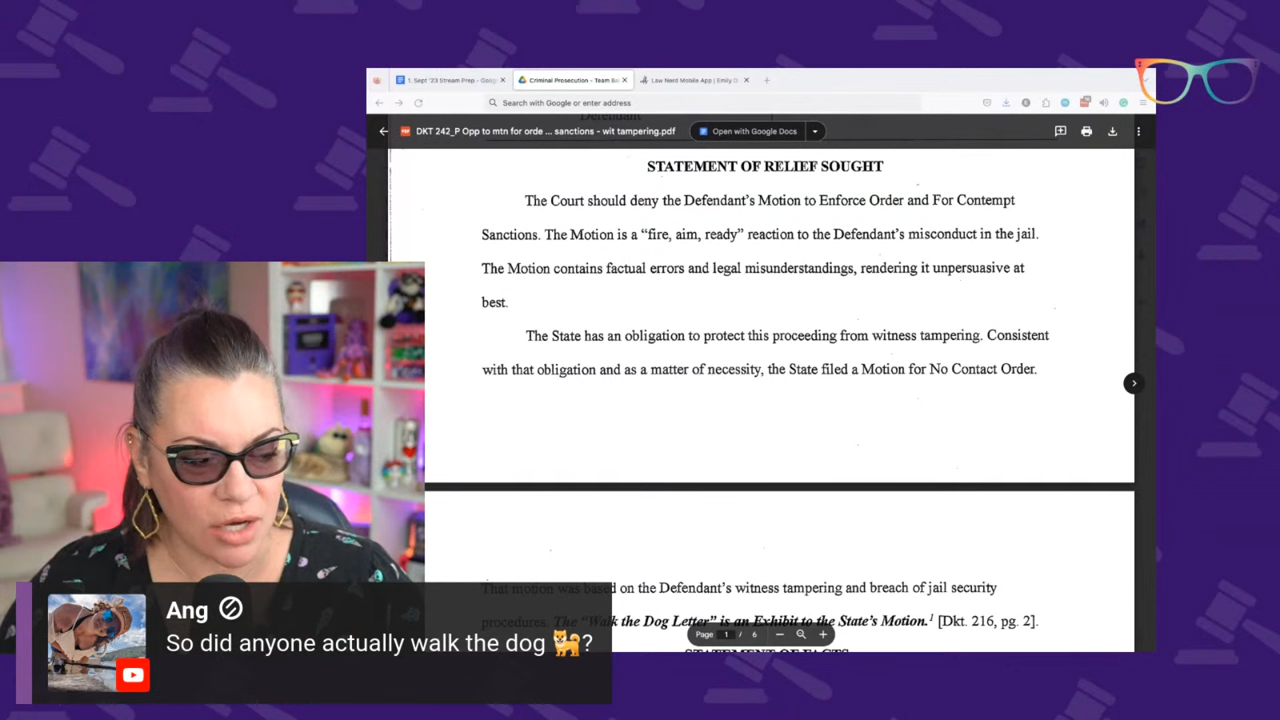 1. Sept '23 Stream Prep - Goog
Criminal Prosecution - Team Ba
Law Nerd Mobile App | Emily D
Search with Google or enter address
Defendant
DKT 242_P Opp to mtn for orde ... sanctions - wit tampering.pdf
Open with Google Docs
STATEMENT OF RELIEF SOUGHT
The Court should deny the Defendant's Motion to Enforce Order and For Contempt
Sanctions. The Motion is a “fire, aim, ready” reaction to the Defendant's misconduct in the jail.
The Motion contains factual errors and legal misunderstandings, rendering it unpersuasive at
best.
The State has an obligation to protect this proceeding from witness tampering. Consistent
with that obligation and as a matter of necessity, the State filed a Motion for No Contact Order.
That motion was based on the Defendant's witness tampering and breach of jail security
procedures. The “Walk the Dog Letter” is an Exhibit to the State's Motion.1 [Dkt. 216, pg. 2].
Page 1 / 6
STATEMENT OF FACTS
Ang
So did anyone actually walk the dog 🐕?